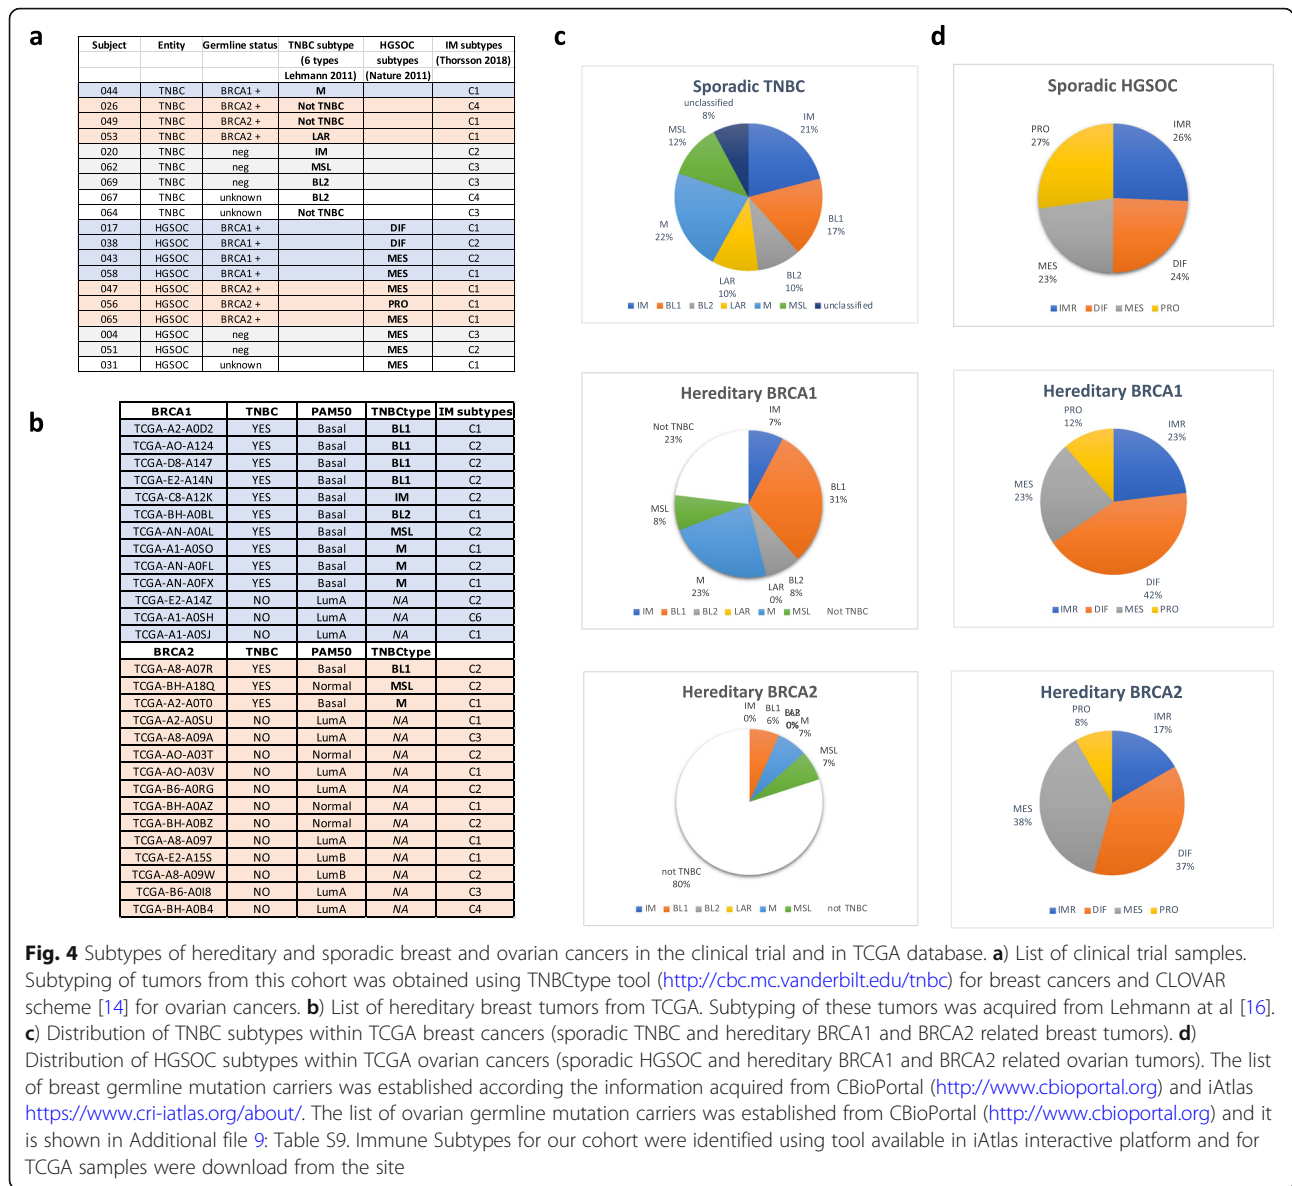 a
Subject Entity Germline status TNBC subtype HGSOC IM subtypes
(6 types subtypes (Thorsson 2018)
Lehmann 2011) (Nature 2011)
044 TNBC BRCA1 + M C1
026 TNBC BRCA2 + Not TNBC C4
049 TNBC BRCA2 + Not TNBC C1
053 TNBC BRCA2 + LAR C1
020 TNBC neg IM C2
062 TNBC neg MSL C3
069 TNBC neg BL2 C3
067 TNBC unknown BL2 C4
064 TNBC unknown Not TNBC C3
017 HGSOC BRCA1 + DIF C1
038 HGSOC BRCA1 + DIF C2
043 HGSOC BRCA1 + MES C2
058 HGSOC BRCA1 + MES C1
047 HGSOC BRCA2 + MES C1
056 HGSOC BRCA2 + PRO C1
065 HGSOC BRCA2 + MES C1
004 HGSOC neg MES C3
051 HGSOC neg MES C2
031 HGSOC unknown MES C1
b
BRCA1 TNBC PAM50 TNBCtype IM subtypes
TCGA-A2-A0D2 YES Basal BL1 C1
TCGA-AO-A124 YES Basal BL1 C2
TCGA-D8-A147 YES Basal BL1 C2
TCGA-E2-A14N YES Basal BL1 C2
TCGA-C8-A12K YES Basal IM C2
TCGA-BH-A0BL YES Basal BL2 C1
TCGA-AN-A0AL YES Basal MSL C2
TCGA-A1-A0SO YES Basal M C1
TCGA-AN-A0FL YES Basal M C2
TCGA-AN-A0FX YES Basal M C1
TCGA-E2-A14Z NO LumA NA C2
TCGA-A1-A0SH NO LumA NA C6
TCGA-A1-A0SJ NO LumA NA C1
BRCA2 TNBC PAM50 TNBCtype
TCGA-A8-A07R YES Basal BL1 C2
TCGA-BH-A18Q YES Normal MSL C2
TCGA-A2-A0T0 YES Basal M C1
TCGA-A2-A0SU NO LumA NA C1
TCGA-A8-A09A NO LumA NA C3
TCGA-AO-A03T NO Normal NA C2
TCGA-AO-A03V NO LumA NA C1
TCGA-B6-A0RG NO LumA NA C2
TCGA-BH-A0AZ NO Normal NA C1
TCGA-BH-A0BZ NO Normal NA C2
TCGA-A8-A097 NO LumA NA C1
TCGA-E2-A15S NO LumB NA C1
TCGA-A8-A09W NO LumB NA C2
TCGA-B6-A0I8 NO LumA NA C3
TCGA-BH-A0B4 NO LumA NA C4
c
Sporadic TNBC
unclassified
8%
IM
21%
MSL
12%
BL1
17%
M
22%
BL2
10%
LAR
10%
IM BL1 BL2 LAR M MSL unclassified
Hereditary BRCA1
IM
7%
Not TNBC
23%
BL1
31%
MSL
8%
M
23%
LAR
0%
BL2
8%
IM BL1 BL2 LAR M MSL Not TNBC
Hereditary BRCA2
IM
0%
BL1
6%
BL2
0%
LAR
0%
M
7%
MSL
7%
not TNBC
80%
IM BL1 BL2 LAR M MSL not TNBC
d
Sporadic HGSOC
PRO
27%
IMR
26%
MES
23%
DIF
24%
IMR DIF MES PRO
Hereditary BRCA1
PRO
12%
IMR
23%
MES
23%
DIF
42%
IMR DIF MES PRO
Hereditary BRCA2
PRO
8%
IMR
17%
MES
38%
DIF
37%
IMR DIF MES PRO
Fig. 4 Subtypes of hereditary and sporadic breast and ovarian cancers in the clinical trial and in TCGA database. a) List of clinical trial samples.
Subtyping of tumors from this cohort was obtained using TNBCtype tool (http://cbc.mc.vanderbilt.edu/tnbc) for breast cancers and CLOVAR
scheme [14] for ovarian cancers. b) List of hereditary breast tumors from TCGA. Subtyping of these tumors was acquired from Lehmann at al [16].
c) Distribution of TNBC subtypes within TCGA breast cancers (sporadic TNBC and hereditary BRCA1 and BRCA2 related breast tumors). d)
Distribution of HGSOC subtypes within TCGA ovarian cancers (sporadic HGSOC and hereditary BRCA1 and BRCA2 related ovarian tumors). The list
of breast germline mutation carriers was established according the information acquired from CBioPortal (http://www.cbioportal.org) and iAtlas
https://www.cri-iatlas.org/about/. The list of ovarian germline mutation carriers was established from CBioPortal (http://www.cbioportal.org) and it
is shown in Additional file 9: Table S9. Immune Subtypes for our cohort were identified using tool available in iAtlas interactive platform and for
TCGA samples were download from the site